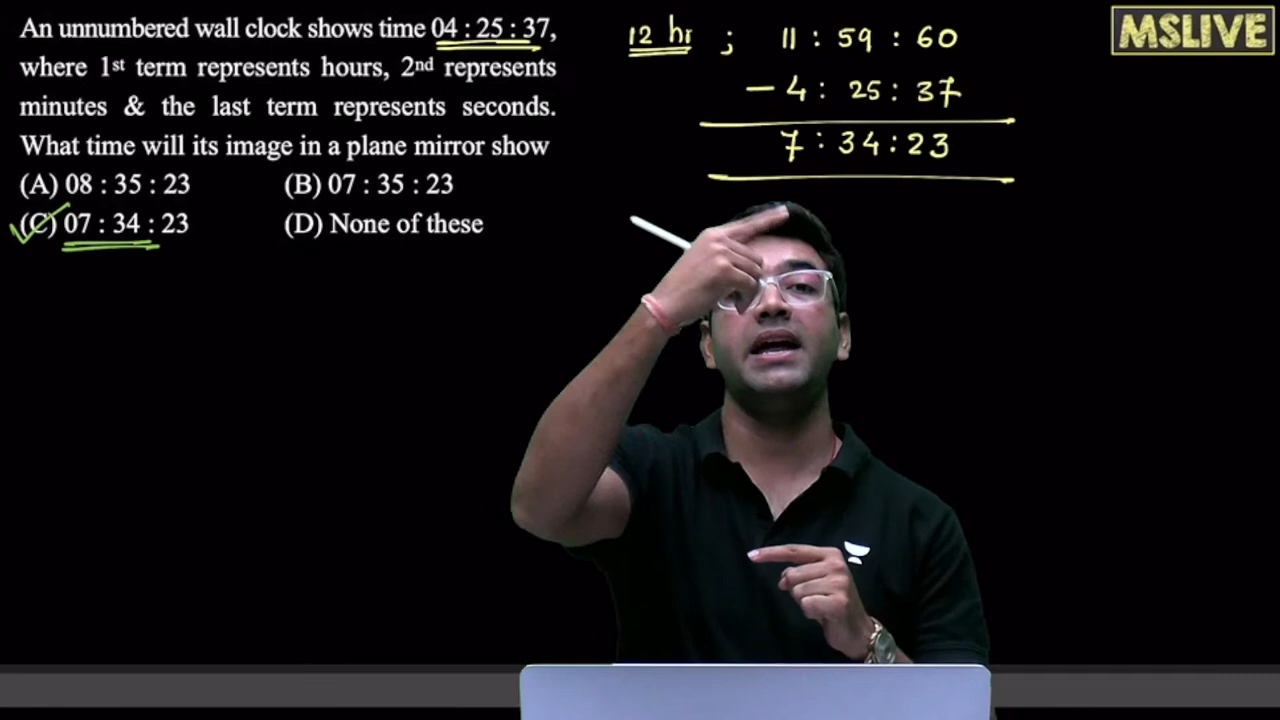 An unnumbered wall clock shows time 04 : 25 : 37,
where 1st term represents hours, 2nd represents
minutes & the last term represents seconds.
What time will its image in a plane mirror show
(A) 08 : 35 : 23 (B) 07 : 35 : 23
(C) 07 : 34 : 23 (D) None of these
12 hr ; 11 : 59 : 60
– 4 : 25 : 37
7 : 34 : 23
MSLIVE